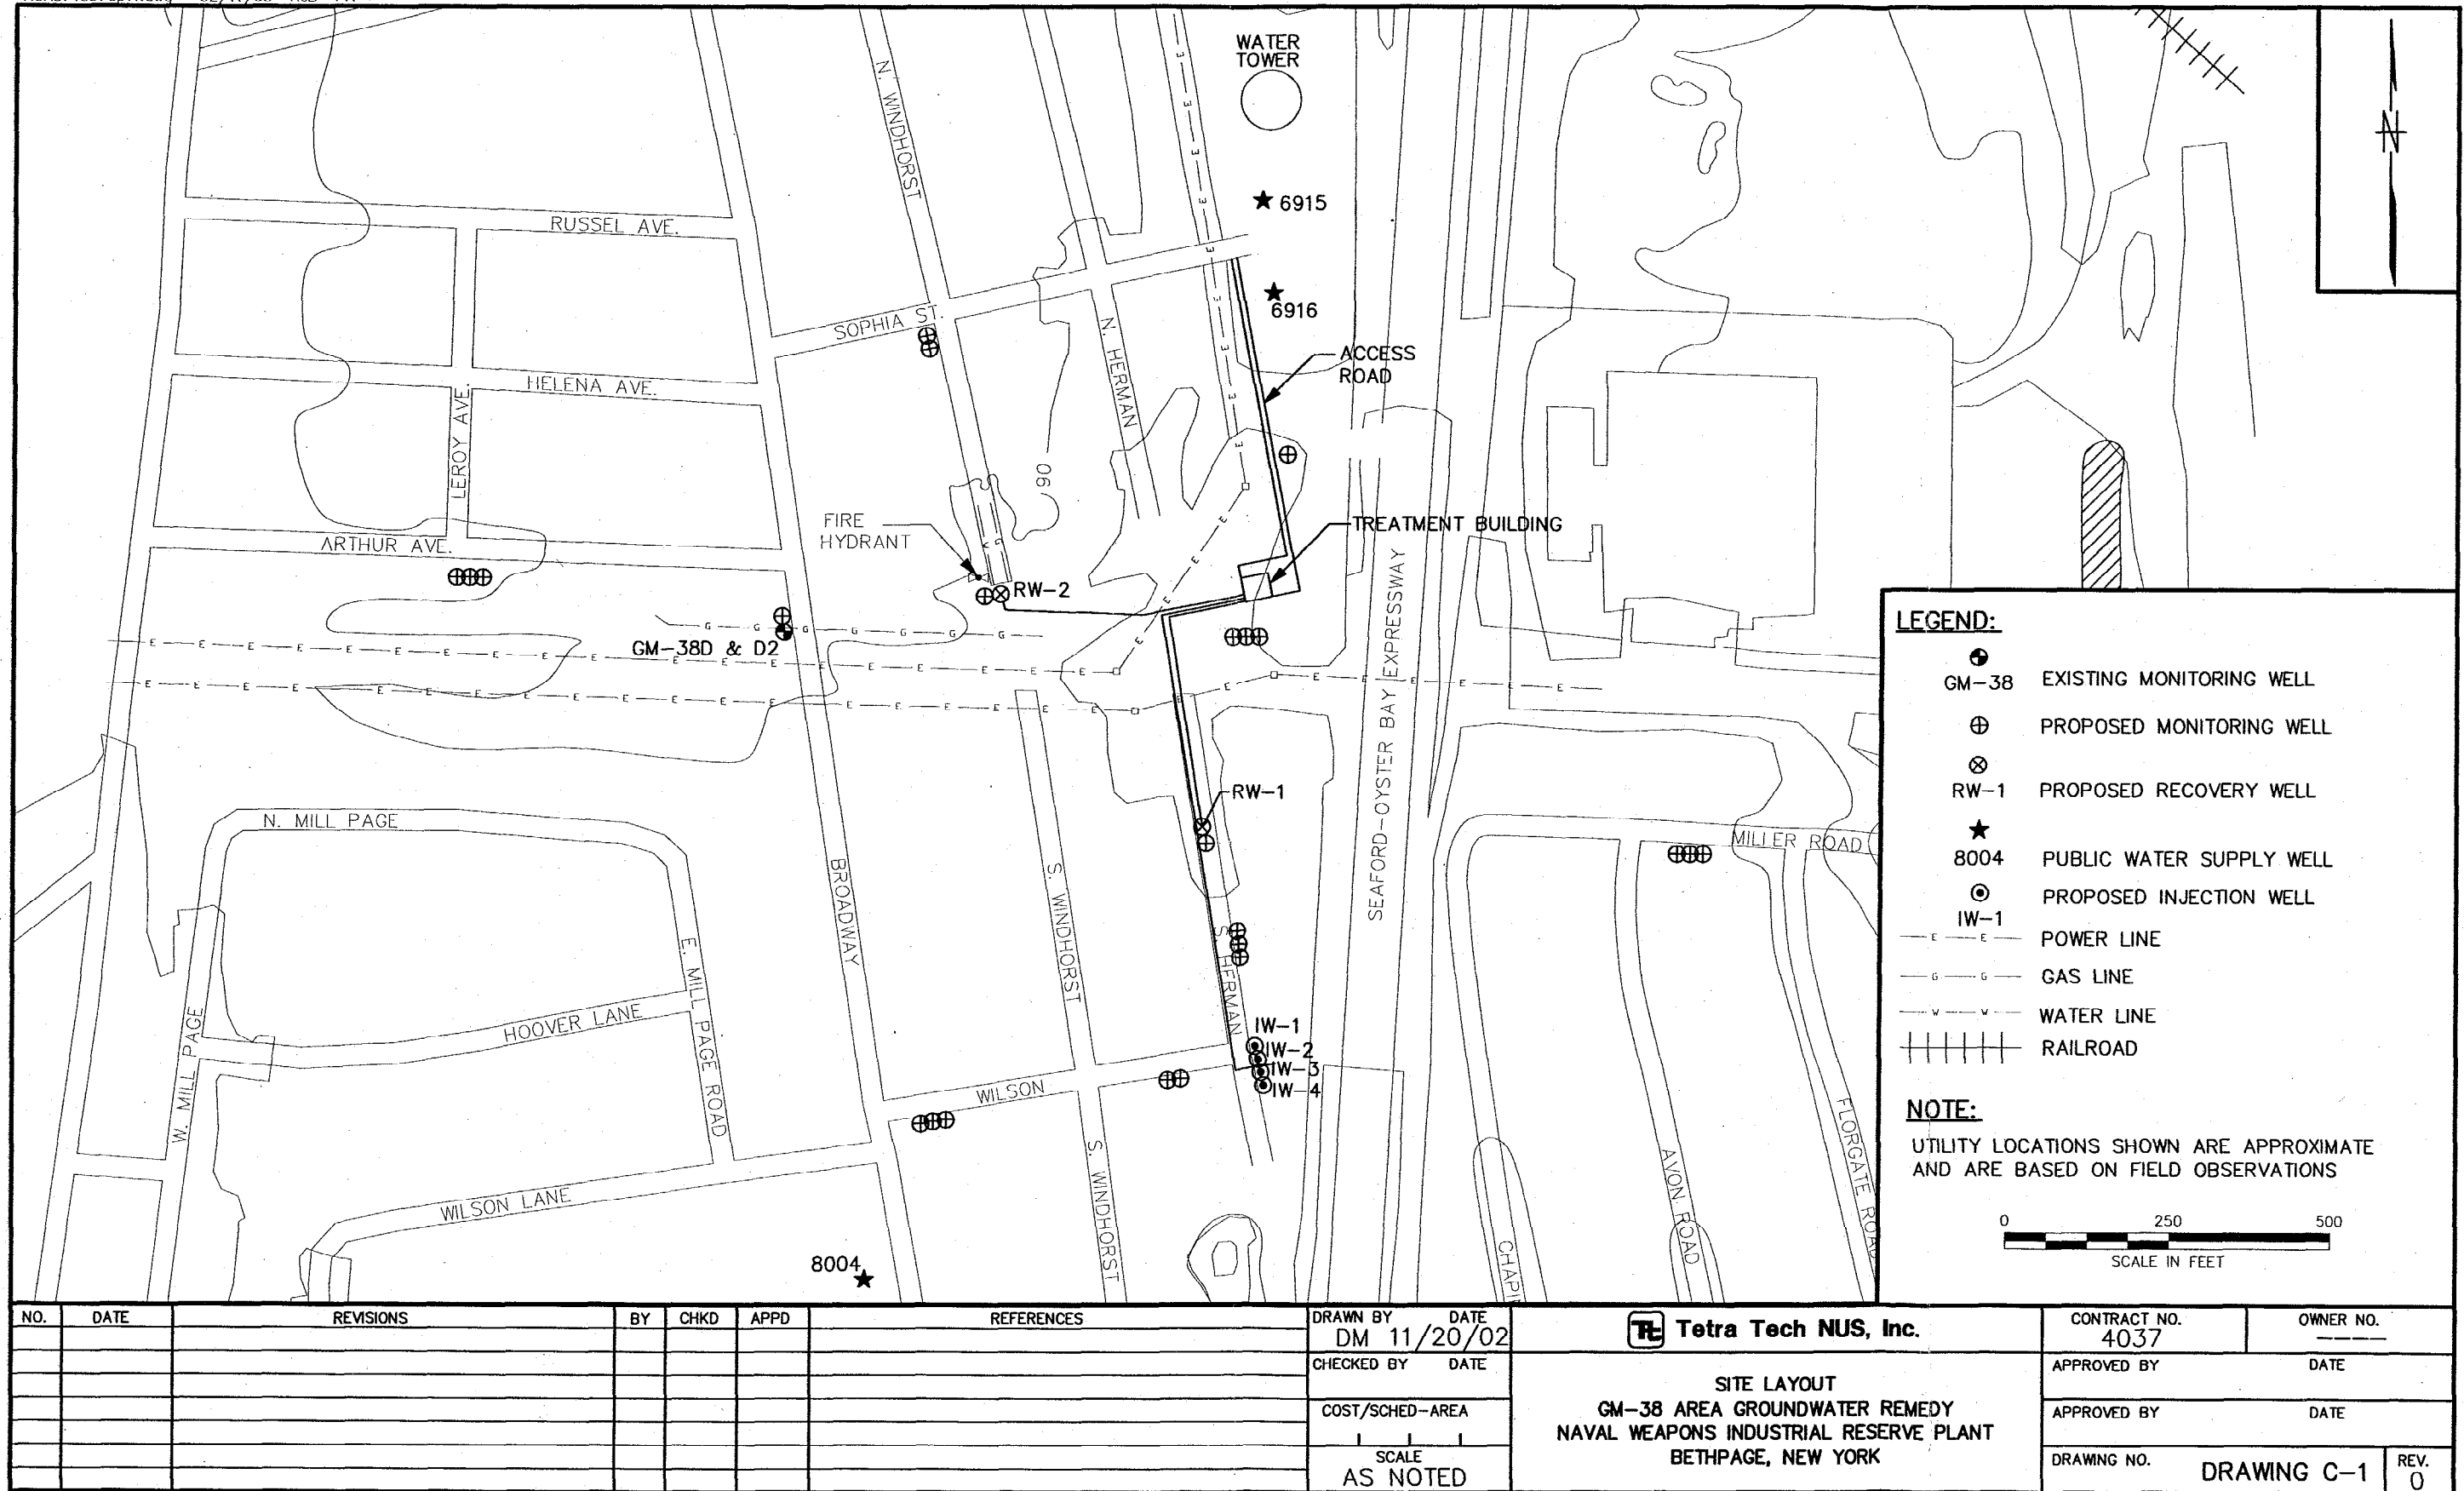 WATER
TOWER
N
N. WINDHORST
6915
RUSSEL AVE.
6916
SOPHIA ST.
N. HERMAN
ACCESS
ROAD
HELENA AVE.
LEROY AVE.
90
FIRE
HYDRANT
TREATMENT BUILDING
ARTHUR AVE.
RW-2
GM-38D & D2
SEAFORD-OYSTER BAY EXPRESSWAY
RW-1
N. MILL PAGE
MILLER ROAD
BROADWAY
S. WINDHORST
E. MILL PAGE ROAD
S. HERMAN
W. MILL PAGE
HOOVER LANE
IW-1
IW-2
IW-3
IW-4
WILSON
WILSON LANE
S. WINDHORST
AVON ROAD
FLORGATE ROAD
8004
LEGEND:
GM-38 EXISTING MONITORING WELL
PROPOSED MONITORING WELL
RW-1 PROPOSED RECOVERY WELL
8004 PUBLIC WATER SUPPLY WELL
PROPOSED INJECTION WELL
IW-1
E E POWER LINE
G G GAS LINE
W W WATER LINE
RAILROAD
NOTE:
UTILITY LOCATIONS SHOWN ARE APPROXIMATE
AND ARE BASED ON FIELD OBSERVATIONS
0 250 500
SCALE IN FEET
NO. DATE REVISIONS BY CHKD APPD REFERENCES
DRAWN BY DATE
DM 11/20/02
CHECKED BY DATE
COST/SCHED-AREA
SCALE
AS NOTED
Tt Tetra Tech NUS, Inc.
SITE LAYOUT
GM-38 AREA GROUNDWATER REMEDY
NAVAL WEAPONS INDUSTRIAL RESERVE PLANT
BETHPAGE, NEW YORK
CONTRACT NO.
4037
OWNER NO.
APPROVED BY DATE
APPROVED BY DATE
DRAWING NO.
DRAWING C-1
REV.
0